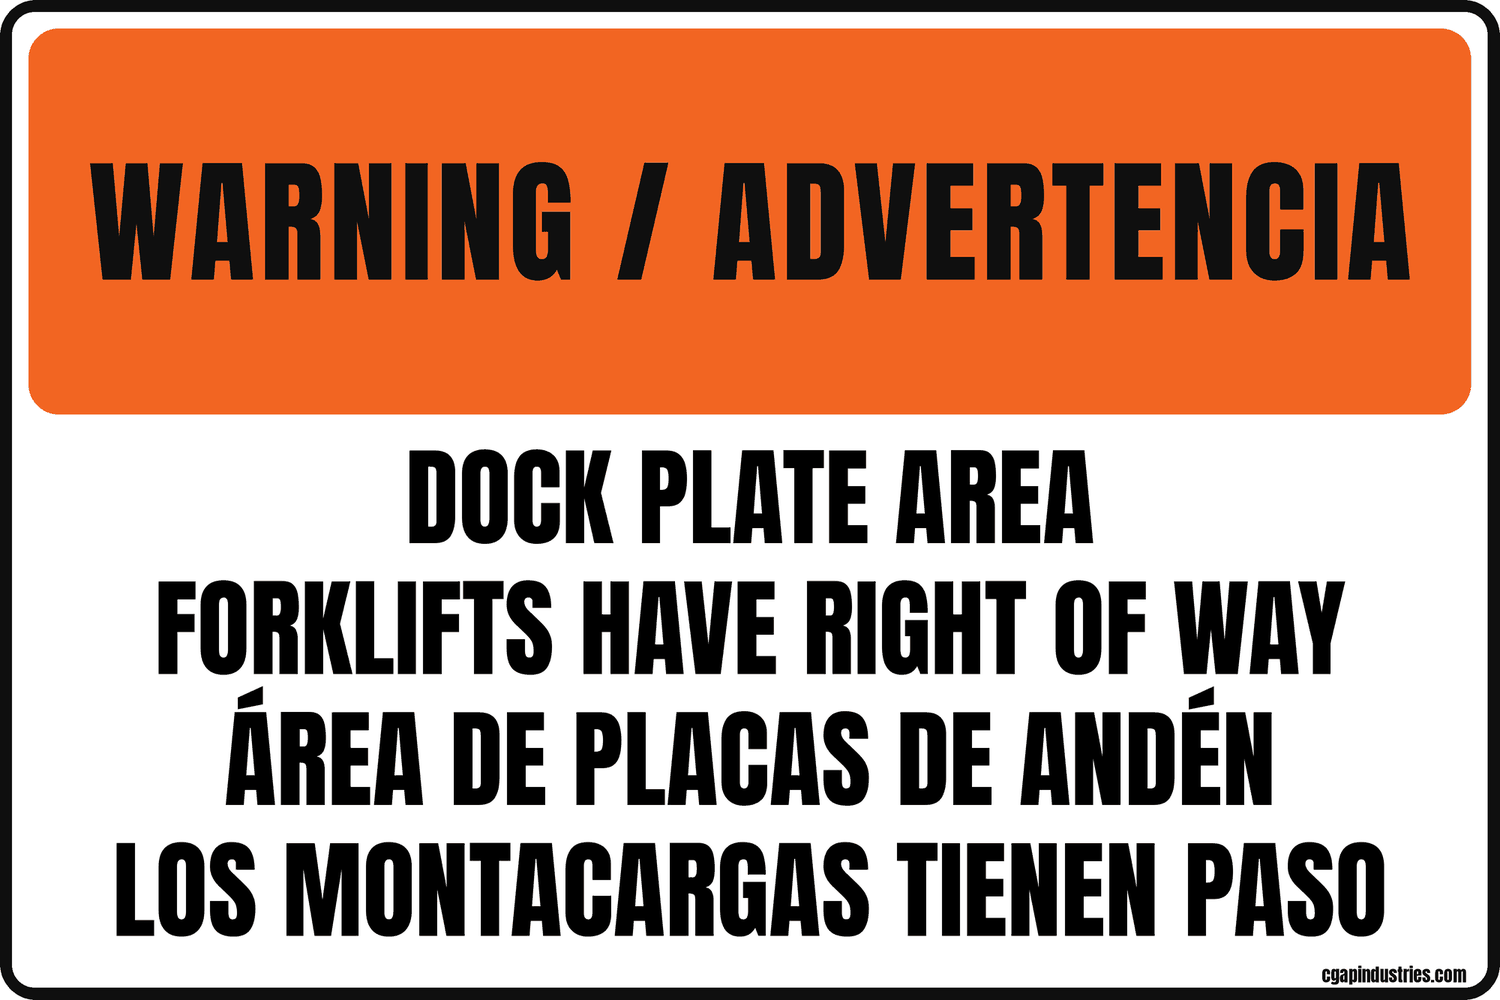 WARNING / ADVERTENCIA
DOCK PLATE AREA
FORKLIFTS HAVE RIGHT OF WAY
ÁREA DE PLACAS DE ANDÉN
LOS MONTACARGAS TIENEN PASO
cgapindustries.com